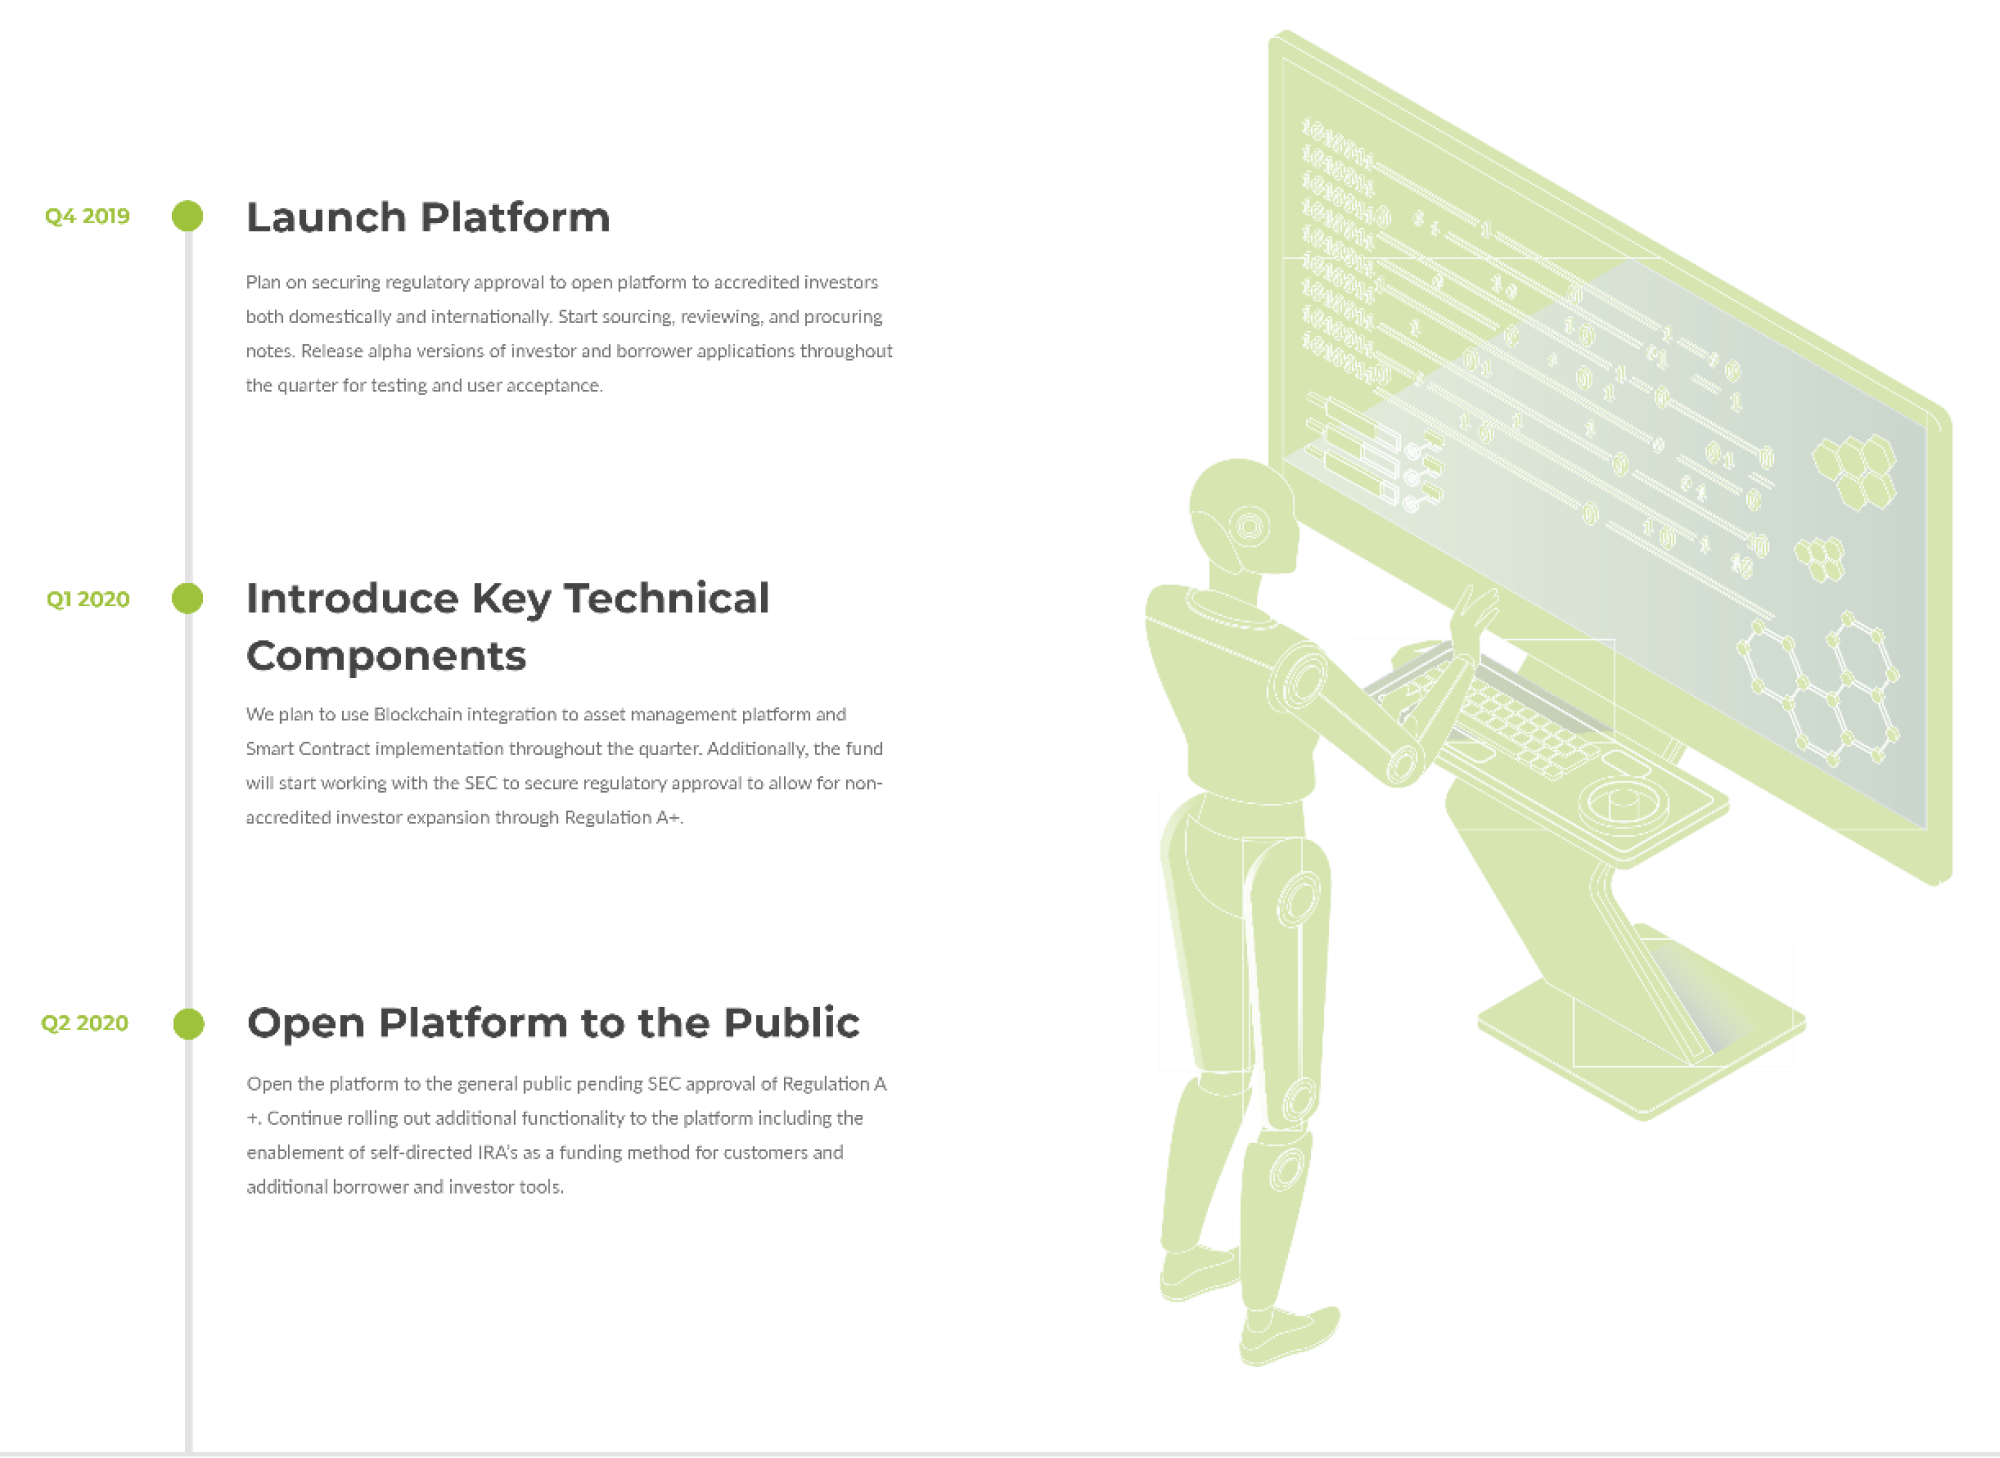 Q4 2019
Launch Platform
Plan on securing regulatory approval to open platform to accredited investors
both domestically and internationally. Start sourcing, reviewing, and procuring
notes. Release alpha versions of investor and borrower applications throughout
the quarter for testing and user acceptance.
Q1 2020
Introduce Key Technical
Components
We plan to use Blockchain integration to asset management platform and
Smart Contract implementation throughout the quarter. Additionally, the fund
will start working with the SEC to secure regulatory approval to allow for non-
accredited investor expansion through Regulation A+.
Q2 2020
Open Platform to the Public
Open the platform to the general public pending SEC approval of Regulation A
+. Continue rolling out additional functionality to the platform including the
enablement of self-directed IRA's as a funding method for customers and
additional borrower and investor tools.